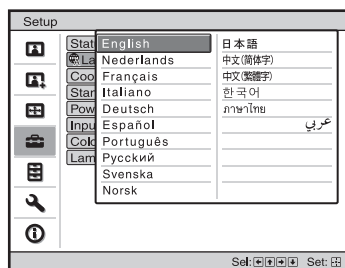 Setup
Stat
La
Coo
Star
Pow
Inpu
Colo
Lam
English
Nederlands
Français
Italiano
Deutsch
Español
Português
Русский
Svenska
Norsk
日本語
中文(简体字)
中文(繁體字)
한국어
ภาษาไทย
عربي
Sel: Set: